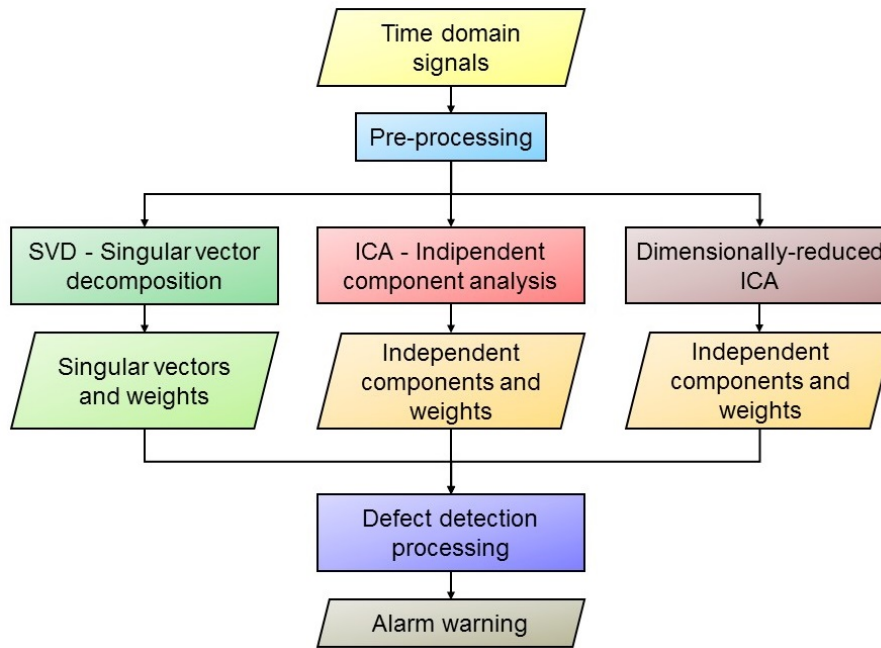 Time domain
signals
Pre-processing
SVD - Singular vector
decomposition
ICA - Indipendent
component analysis
Dimensionally-reduced
ICA
Singular vectors
and weights
Independent
components and
weights
Independent
components and
weights
Defect detection
processing
Alarm warning